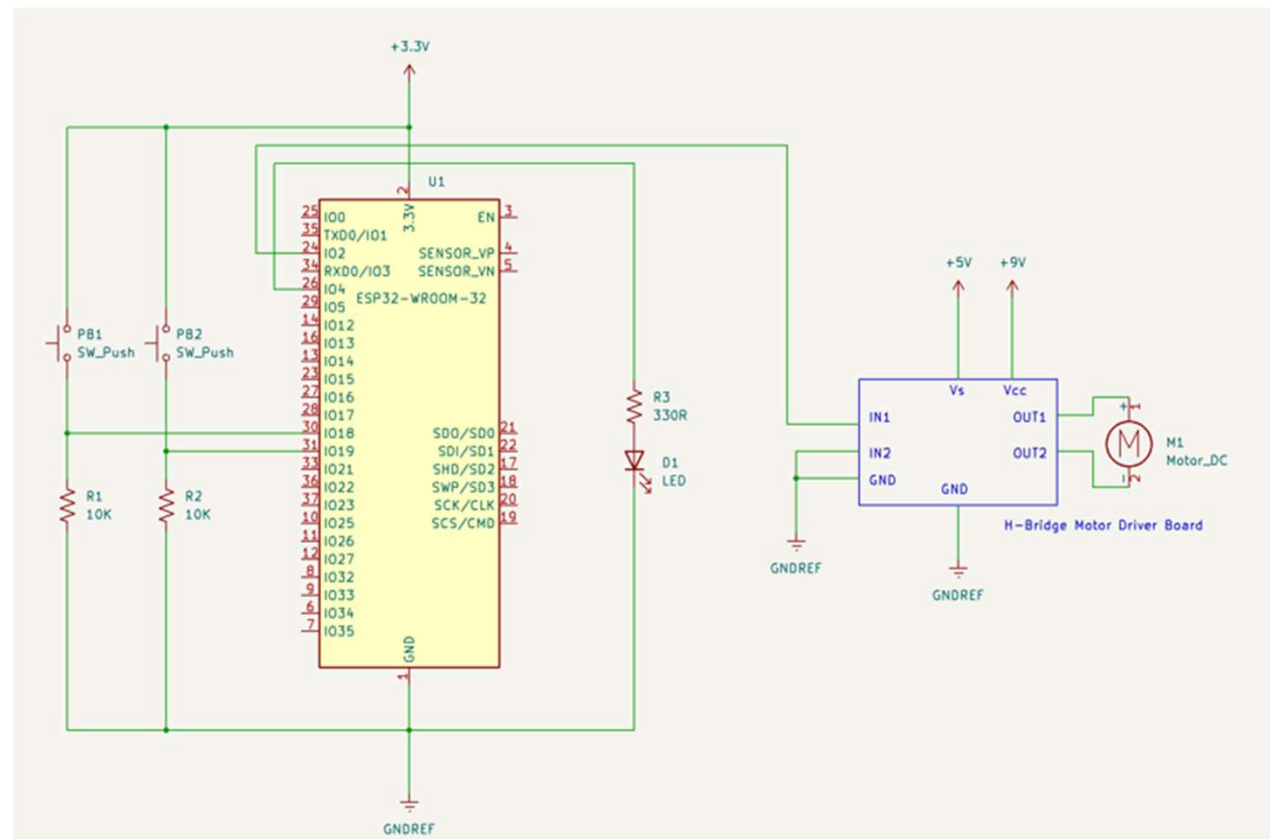 +3.3V
U1
2
3.3V
25
IO0
35
TXD0/IO1
24
IO2
34
RXD0/IO3
26
IO4
29
IO5
14
IO12
16
IO13
13
IO14
23
IO15
27
IO16
28
IO17
30
IO18
31
IO19
33
IO21
36
IO22
37
IO23
10
IO25
11
IO26
12
IO27
8
IO32
9
IO33
6
IO34
7
IO35
EN
3
SENSOR_VP
4
SENSOR_VN
5
ESP32-WROOM-32
SD0/SD0
21
SDI/SD1
22
SHD/SD2
17
SWP/SD3
18
SCK/CLK
20
SCS/CMD
19
GND
1
GNDREF
PB1
SW_Push
PB2
SW_Push
R1
10K
R2
10K
R3
330R
D1
LED
+5V
+9V
Vs
Vcc
IN1
IN2
GND
OUT1
OUT2
GND
H-Bridge Motor Driver Board
GNDREF
GNDREF
+
1
M
-
2
M1
Motor_DC